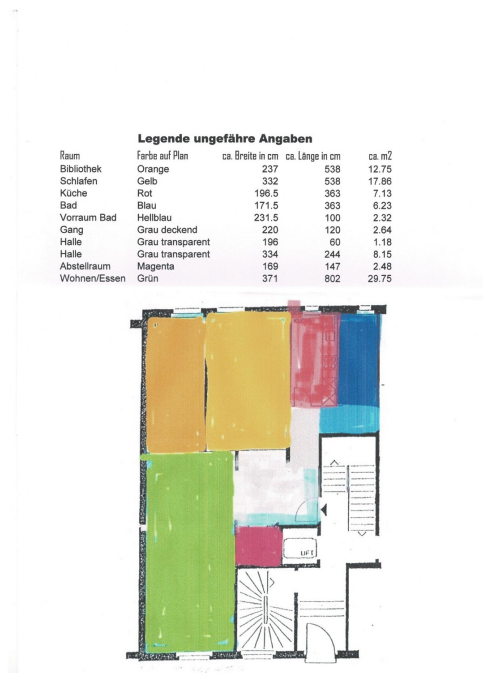 Legende ungefähre Angaben
Raum Farbe auf Plan ca. Breite in cm ca. Länge in cm ca. m2
Bibliothek Orange 237 538 12.75
Schlafen Gelb 332 538 17.86
Küche Rot 196.5 363 7.13
Bad Blau 171.5 363 6.23
Vorraum Bad Hellblau 231.5 100 2.32
Gang Grau deckend 220 120 2.64
Halle Grau transparent 196 60 1.18
Halle Grau transparent 334 244 8.15
Abstellraum Magenta 169 147 2.48
Wohnen/Essen Grün 371 802 29.75
LIFT